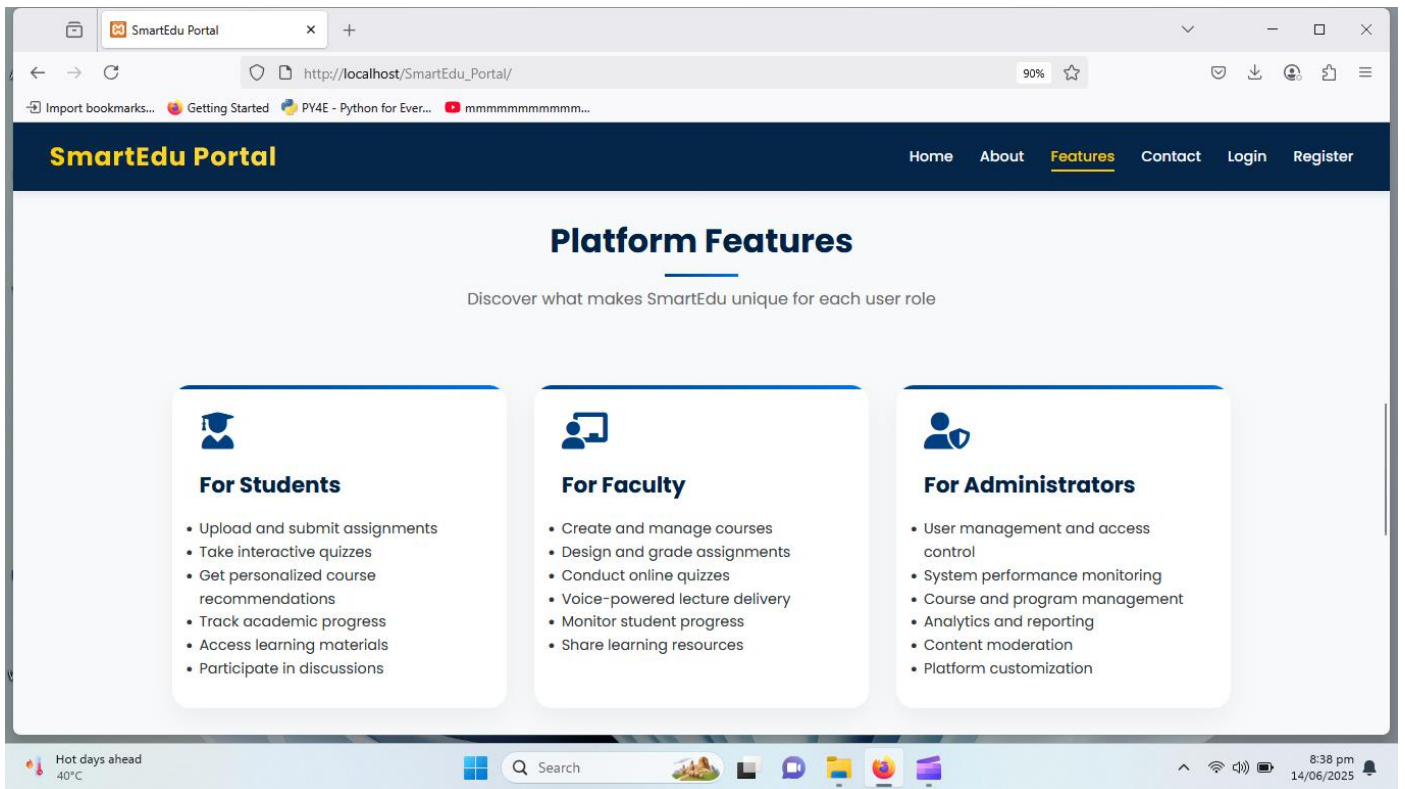 SmartEdu Portal
http://localhost/SmartEdu_Portal/
90%
Import bookmarks...
Getting Started
PY4E - Python for Ever...
mmmmmmmmmmm...
SmartEdu Portal
Home
About
Features
Contact
Login
Register
Platform Features
Discover what makes SmartEdu unique for each user role
For Students
• Upload and submit assignments
• Take interactive quizzes
• Get personalized course
recommendations
• Track academic progress
• Access learning materials
• Participate in discussions
For Faculty
• Create and manage courses
• Design and grade assignments
• Conduct online quizzes
• Voice-powered lecture delivery
• Monitor student progress
• Share learning resources
For Administrators
• User management and access
control
• System performance monitoring
• Course and program management
• Analytics and reporting
• Content moderation
• Platform customization
Hot days ahead
40°C
Search
8:38 pm
14/06/2025